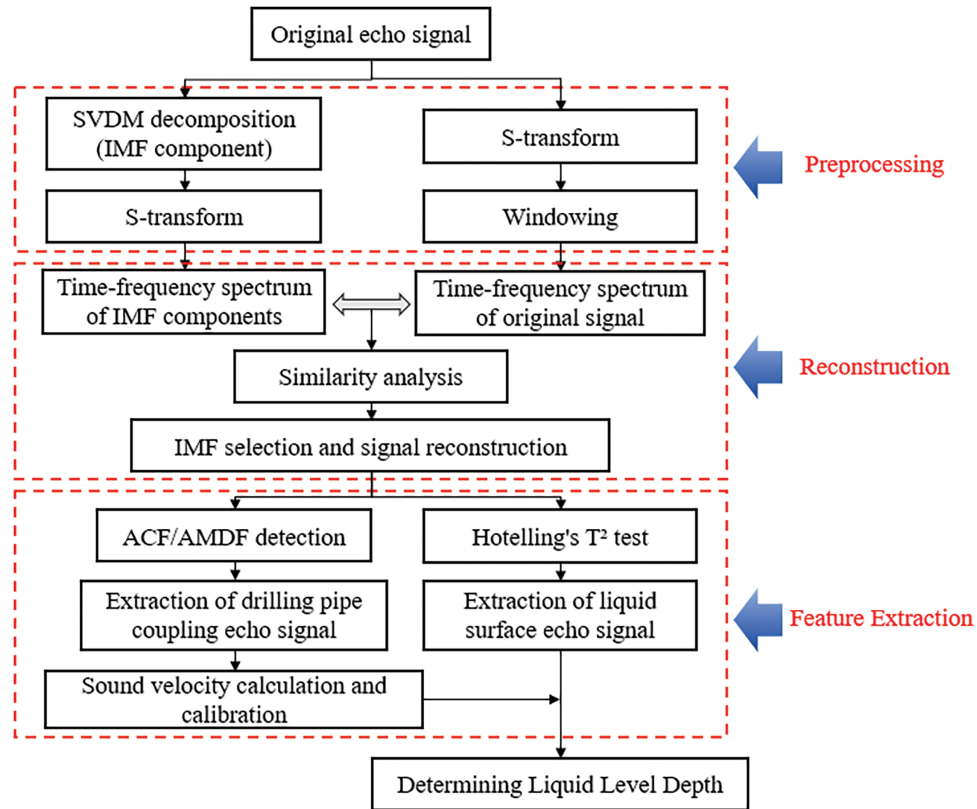 Original echo signal
SVDM decomposition
(IMF component)
S-transform
S-transform
Windowing
Preprocessing
Time-frequency spectrum
of IMF components
Time-frequency spectrum
of original signal
Similarity analysis
IMF selection and signal reconstruction
Reconstruction
ACF/AMDF detection
Hotelling's T² test
Extraction of drilling pipe
coupling echo signal
Extraction of liquid
surface echo signal
Feature Extraction
Sound velocity calculation and
calibration
Determining Liquid Level Depth